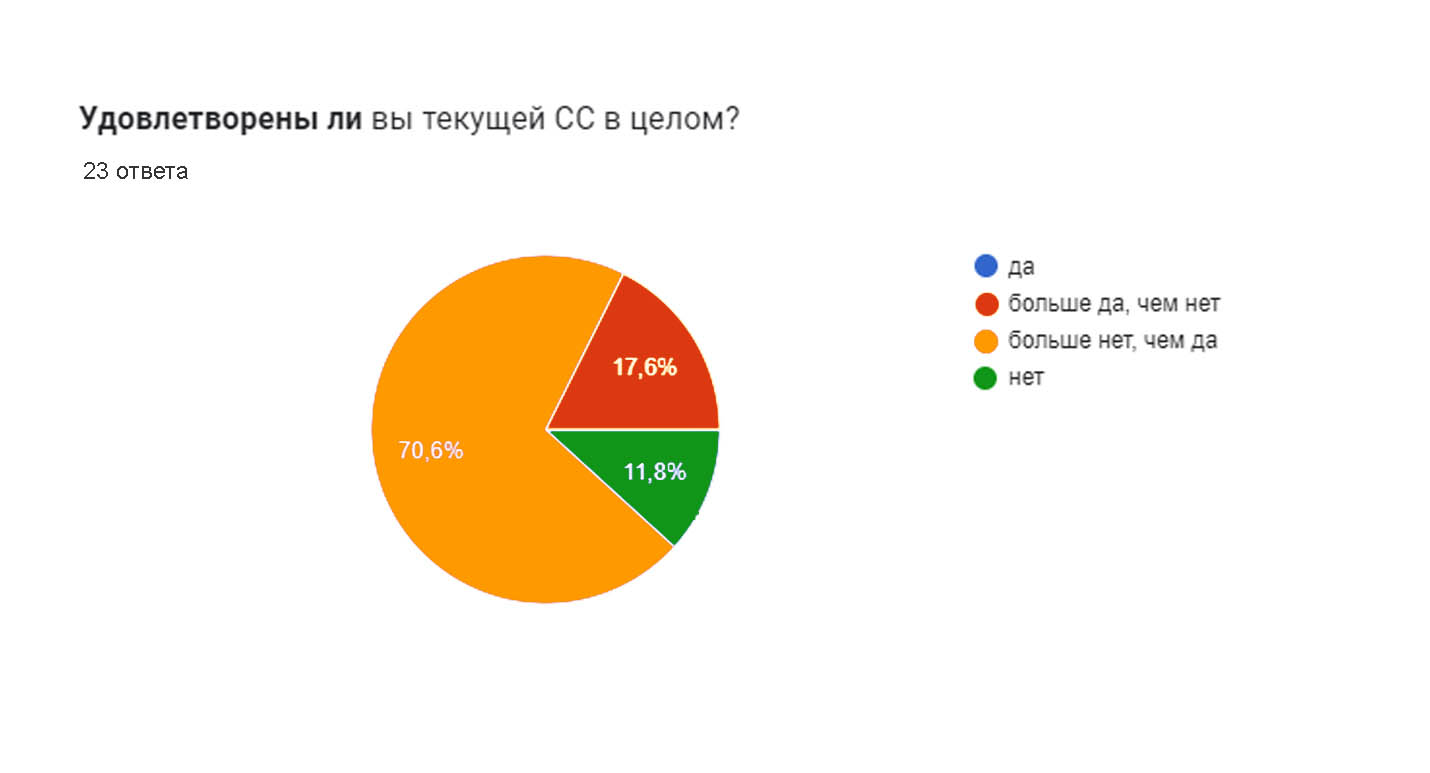 Удовлетворены ли вы текущей СС в целом?
23 ответа
да
больше да, чем нет
больше нет, чем да
нет
17,6%
70,6%
11,8%